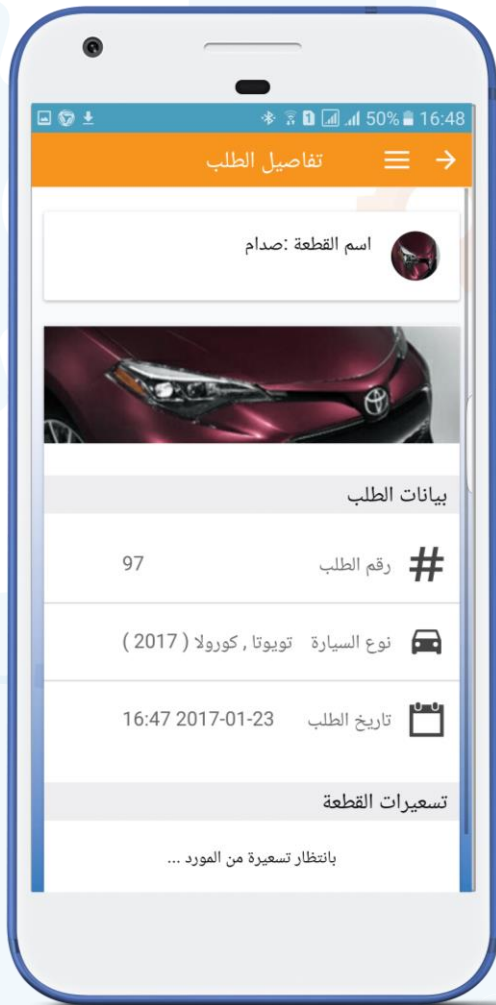 50% 16:48
تفاصيل الطلب
اسم القطعة :صدام
بيانات الطلب
رقم الطلب 97
نوع السيارة تويوتا , كورولا ( 2017 )
تاريخ الطلب 16:47 2017-01-23
تسعيرات القطعة
بانتظار تسعيرة من المورد ...